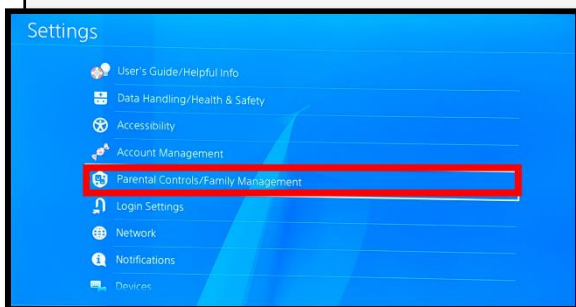 Settings
User's Guide/Helpful Info
Data Handling/Health & Safety
Accessibility
Account Management
Parental Controls/Family Management
Login Settings
Network
Notifications
Devices